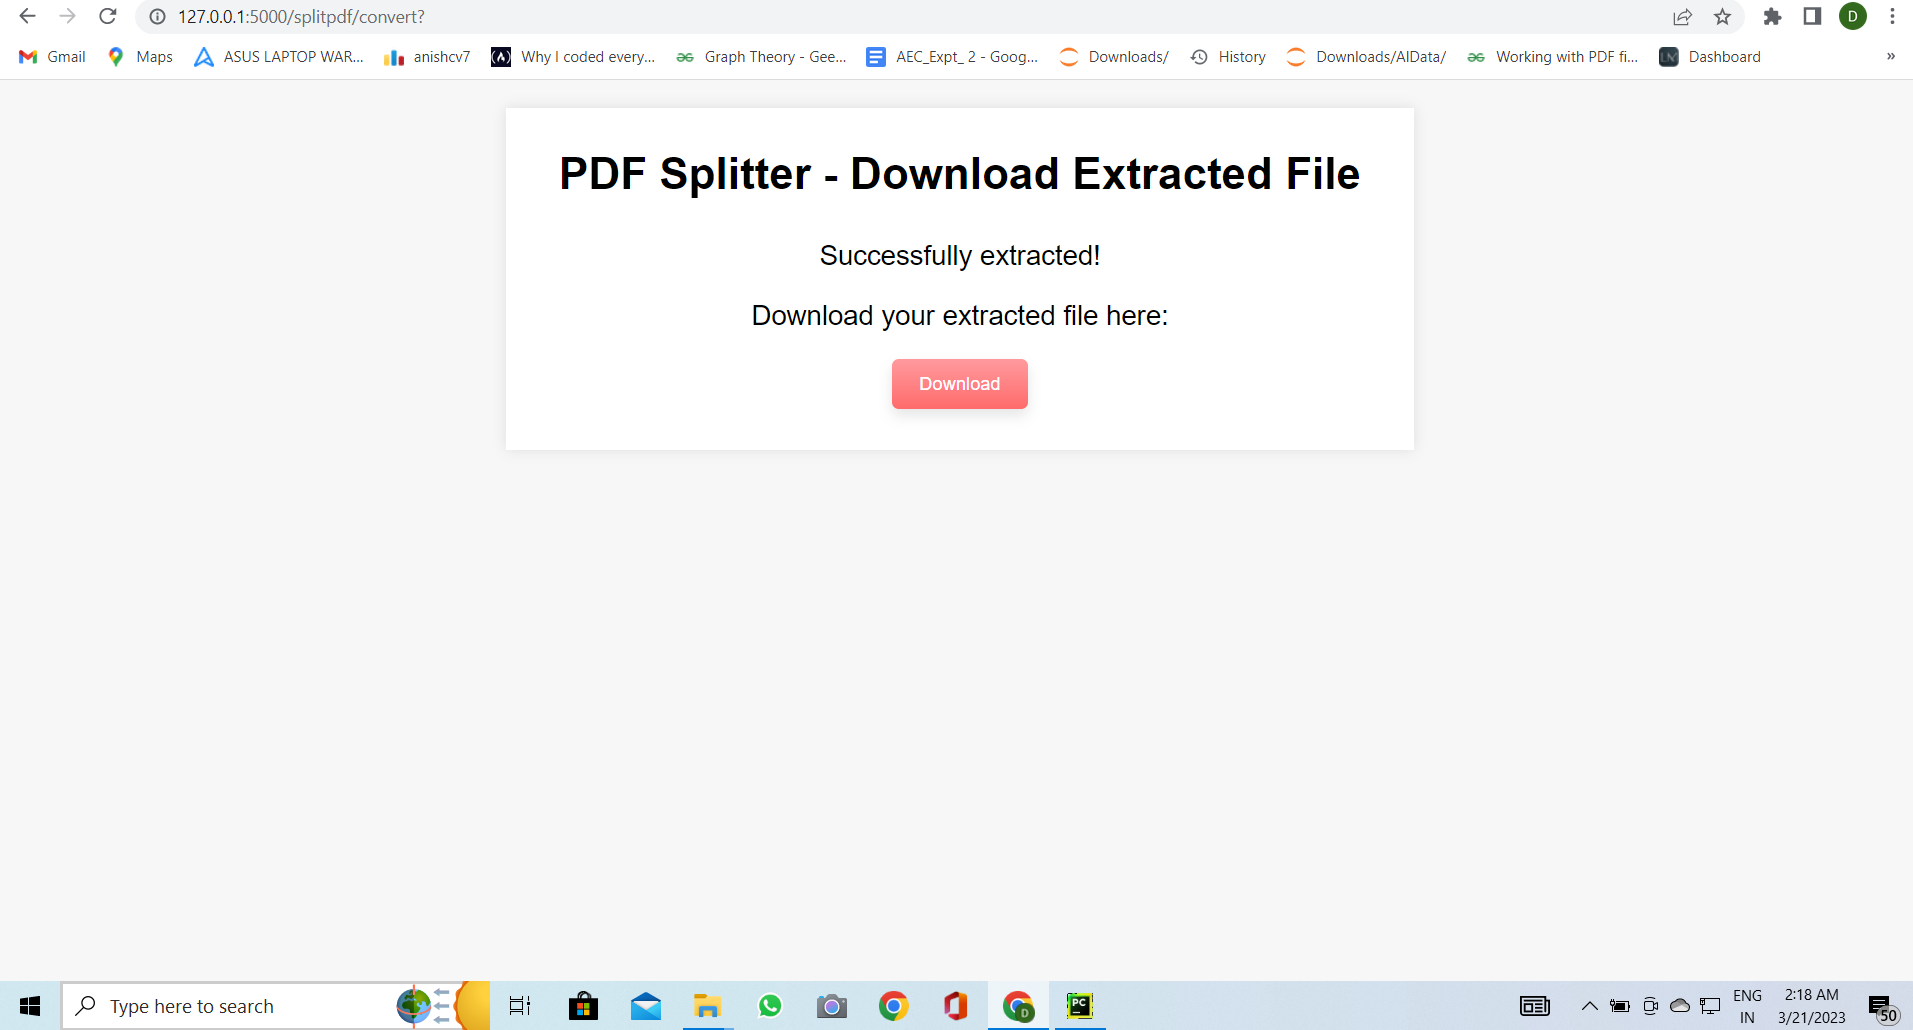 127.0.0.1:5000/splitpdf/convert?
D
Gmail
Maps
ASUS LAPTOP WAR...
anishcv7
Why I coded every...
Graph Theory - Gee...
AEC_Expt_ 2 - Goog...
Downloads/
History
Downloads/AIData/
Working with PDF fi...
LM
Dashboard
»
PDF Splitter - Download Extracted File
Successfully extracted!
Download your extracted file here:
Download
Type here to search
D
PC
ENG
IN
2:18 AM
3/21/2023
50